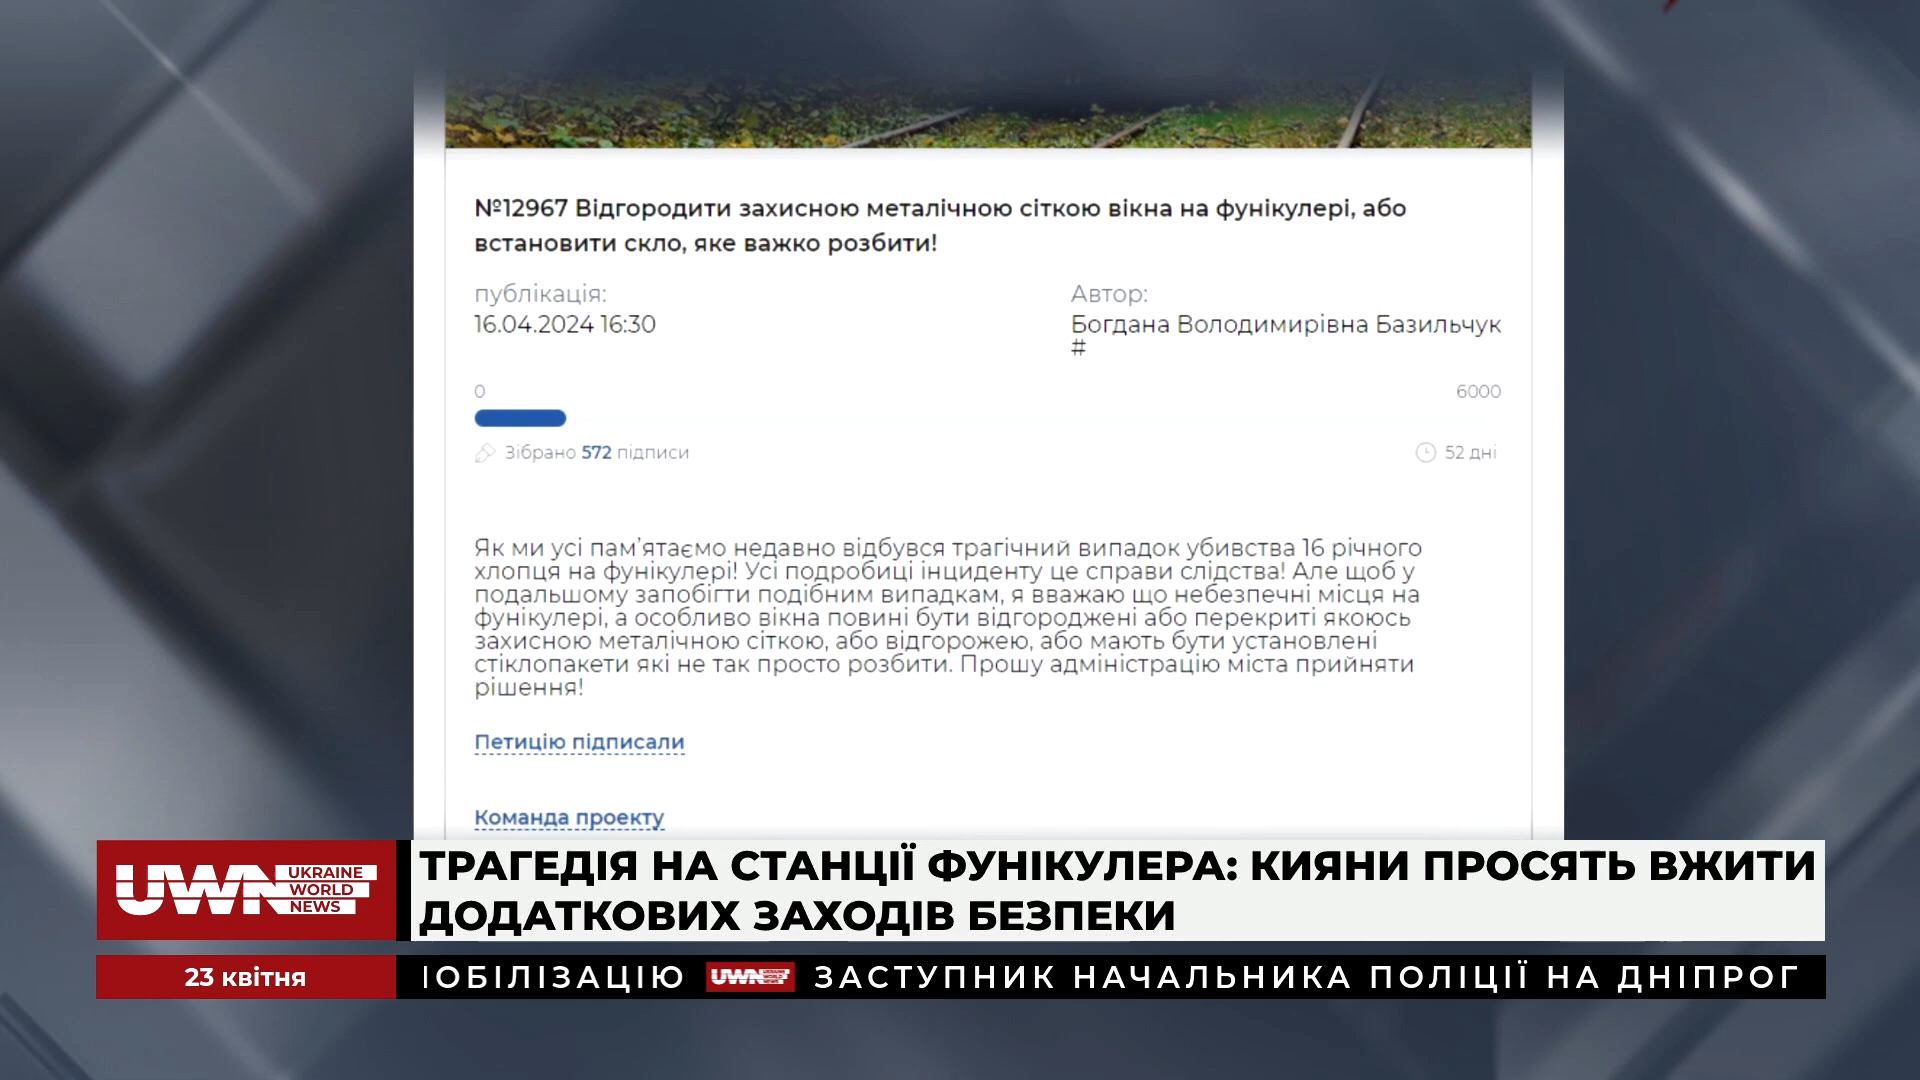 №12967 Відгородити захисною металічною сіткою вікна на фунікулері, або
встановити скло, яке важко розбити!
публікація:
16.04.2024 16:30
Автор:
Богдана Володимирівна Базильчук
#
0
6000
Зібрано 572 підписи
52 дні
Як ми усі пам'ятаємо недавно відбувся трагічний випадок убивства 16 річного
хлопця на фунікулері! Усі подробиці інциденту це справи слідства! Але щоб у
подальшому запобігти подібним випадкам, я вважаю що небезпечні місця на
фунікулері, а особливо вікна повині бути відгороджені або перекриті якоюсь
захисною металічною сіткою, або відгорожею, або мають бути установлені
стіклопакети які не так просто розбити. Прошу адміністрацію міста прийняти
рішення!
Петицію підписали
Команда проекту
UWN UKRAINE
WORLD
NEWS
ТРАГЕДІЯ НА СТАНЦІЇ ФУНІКУЛЕРА: КИЯНИ ПРОСЯТЬ ВЖИТИ
ДОДАТКОВИХ ЗАХОДІВ БЕЗПЕКИ
23 квітня
ОБІЛІЗАЦІЮ UWN UKRAINE WORLD NEWS ЗАСТУПНИК НАЧАЛЬНИКА ПОЛІЦІЇ НА ДНІПРОГ